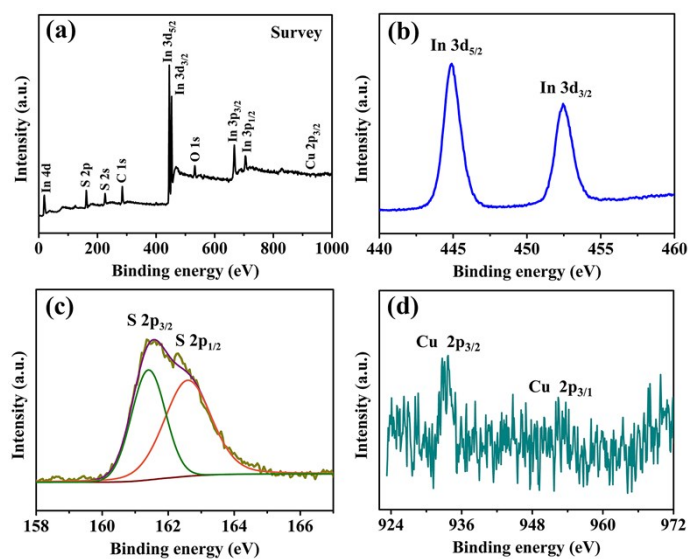 (a)
Survey
Intensity (a.u.)
In 4d
S 2p
S 2s
C 1s
In 3d5/2
In 3d3/2
O 1s
In 3p3/2
In 3p1/2
Cu 2p3/2
0 200 400 600 800 1000
Binding energy (eV)
(b)
Intensity (a.u.)
In 3d5/2
In 3d3/2
440 445 450 455 460
Binding energy (eV)
(c)
Intensity (a.u.)
S 2p3/2
S 2p1/2
158 160 162 164 166
Binding energy (eV)
(d)
Intensity (a.u.)
Cu 2p3/2
Cu 2p3/1
924 936 948 960 972
Binding energy (eV)